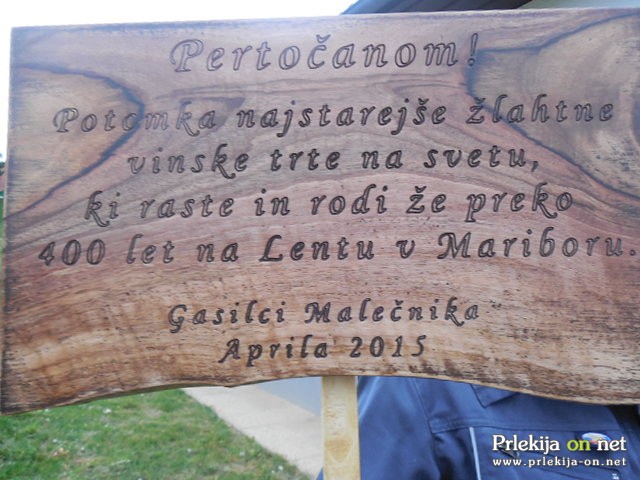 Pertočanom!
Potomka najstarejše žlahtne
vinske trte na svetu,
ki raste in rodi že preko
400 let na Lentu v Mariboru.
Gasilci Malečnika
Aprila 2015
Prlekija on net
www.prlekija-on.net